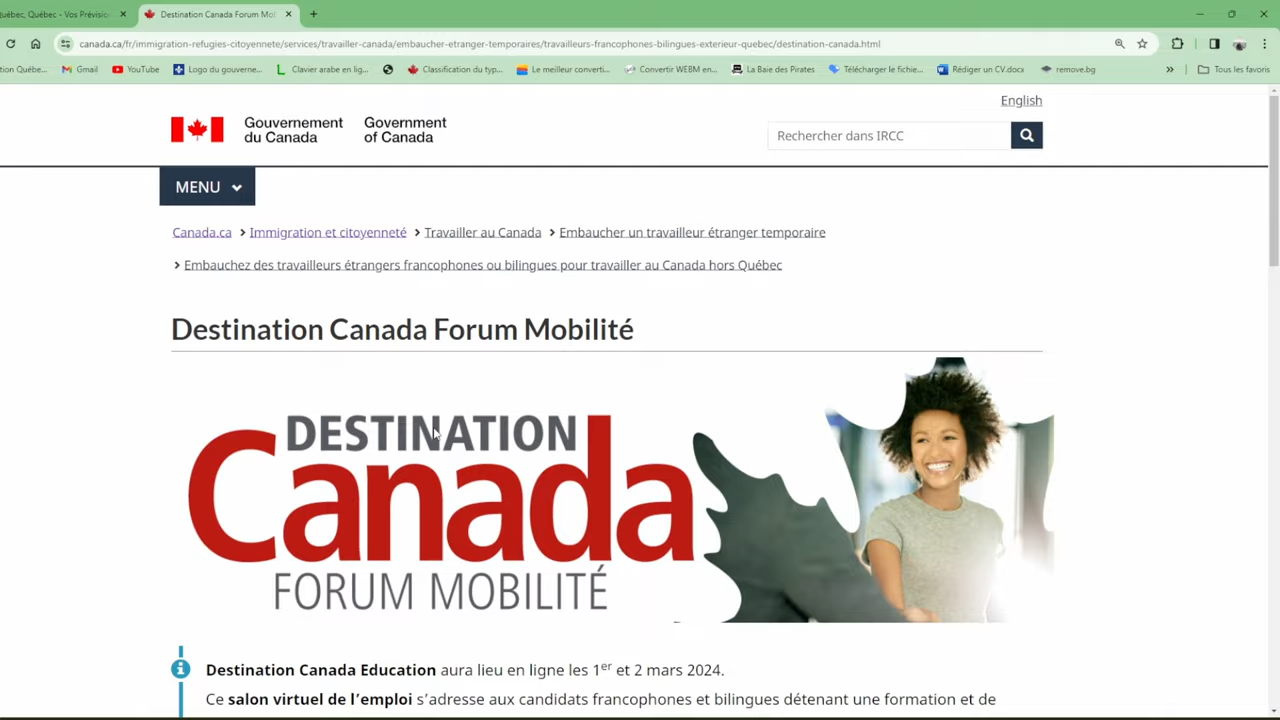 Québec, Québec - Vos Prévision
Destination Canada Forum Mob
canada.ca/fr/immigration-refugies-citoyennete/services/travailler-canada/embaucher-etranger-temporaires/travailleurs-francophones-bilingues-exterieur-quebec/destination-canada.html
tion Québe...
Gmail
YouTube
Logo du gouverne...
Clavier arabe en lig...
Classification du typ...
Le meilleur converti...
Convertir WEBM en...
La Baie des Pirates
Télécharger le fichie...
Rédiger un CV.docx
remove.bg
»
Tous les favoris
English
Gouvernement du Canada
Government of Canada
Rechercher dans IRCC
MENU
Canada.ca > Immigration et citoyenneté > Travailler au Canada > Embaucher un travailleur étranger temporaire
> Embauchez des travailleurs étrangers francophones ou bilingues pour travailler au Canada hors Québec
Destination Canada Forum Mobilité
DESTINATION
Canada
FORUM MOBILITÉ
Destination Canada Education aura lieu en ligne les 1er et 2 mars 2024.
Ce salon virtuel de l’emploi s’adresse aux candidats francophones et bilingues détenant une formation et de